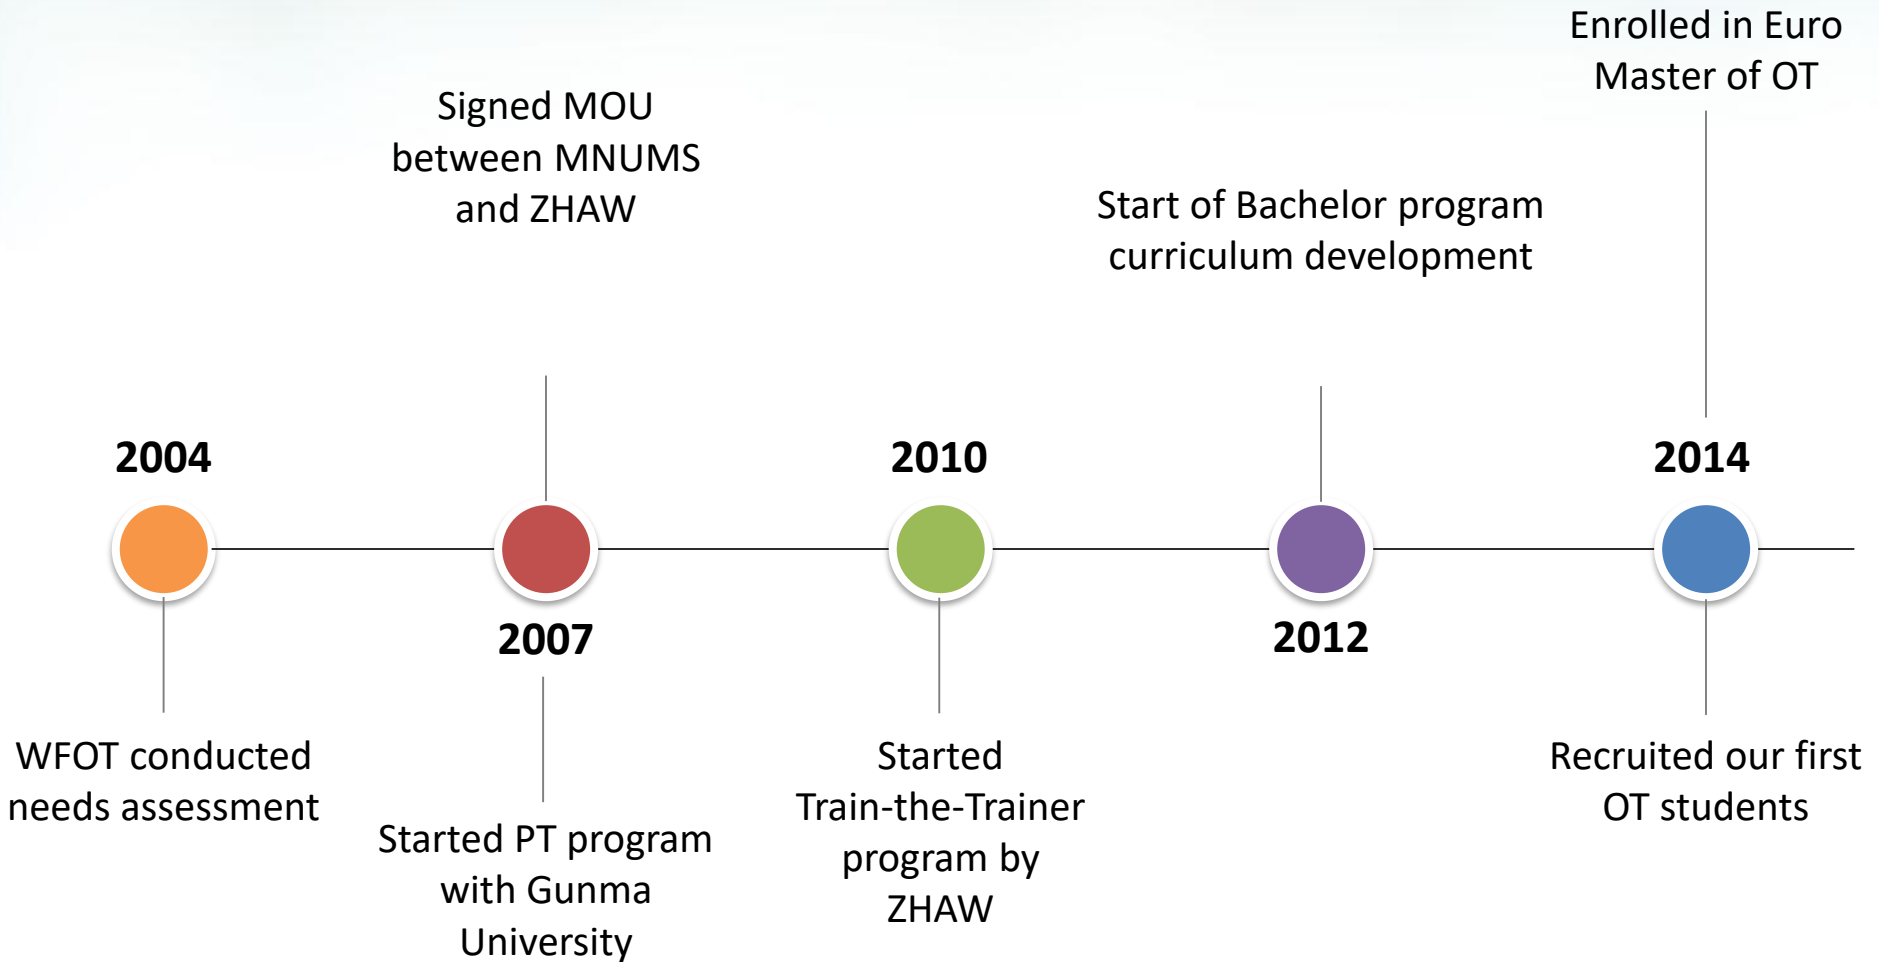 2004
WFOT conducted
needs assessment
Signed MOU
between MNUMS
and ZHAW
2007
Started PT program
with Gunma
University
2010
Started
Train-the-Trainer
program by
ZHAW
Start of Bachelor program
curriculum development
2012
Enrolled in Euro
Master of OT
2014
Recruited our first
OT students